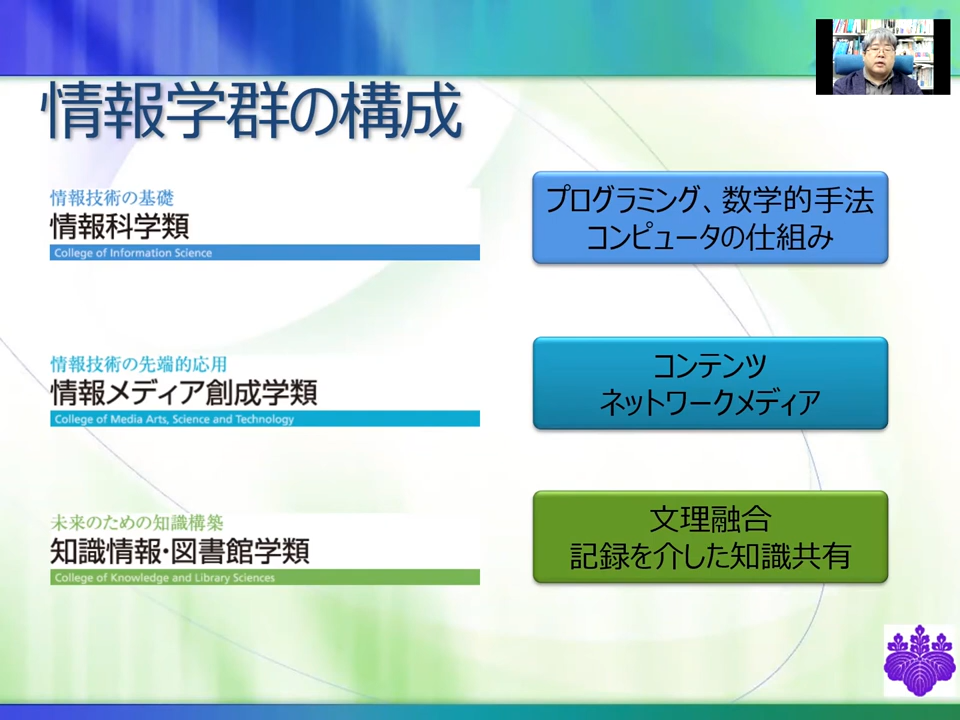 情報学群の構成
情報技術の基礎
情報科学類
College of Information Science
プログラミング、数学的手法
コンピュータの仕組み
情報技術の先端的応用
情報メディア創成学類
College of Media Arts, Science and Technology
コンテンツ
ネットワークメディア
未来のための知識構築
知識情報・図書館学類
College of Knowledge and Library Sciences
文理融合
記録を介した知識共有